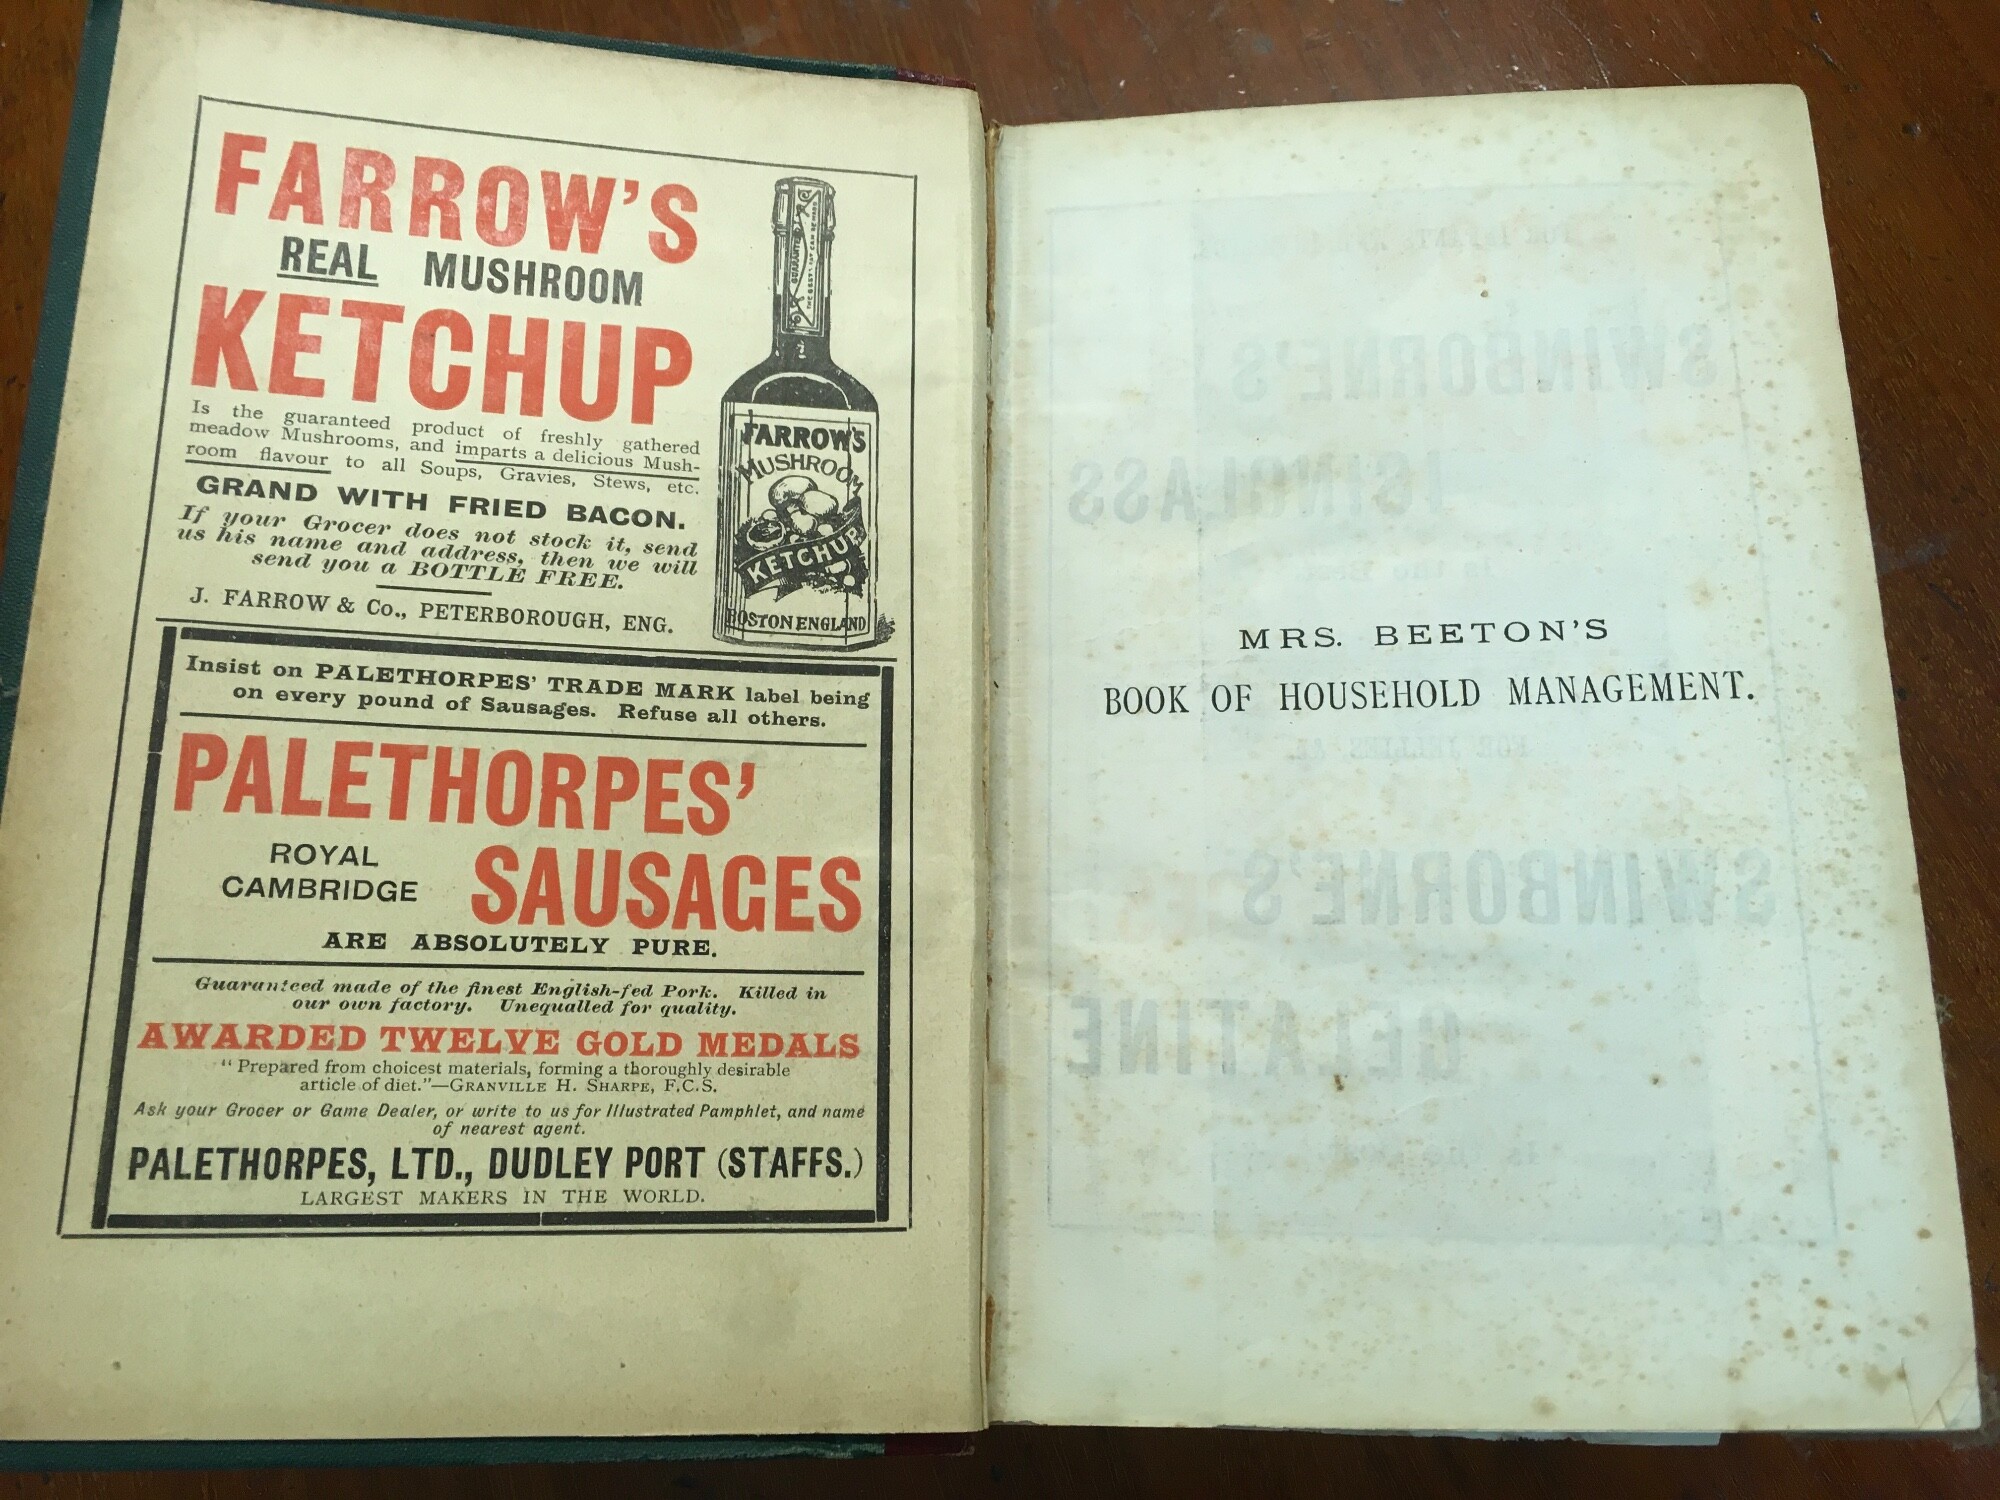 FARROW'S
REAL MUSHROOM
KETCHUP
Is the guaranteed product of freshly gathered
meadow Mushrooms, and imparts a delicious Mush-
room flavour to all Soups, Gravies, Stews, etc.
GRAND WITH FRIED BACON.
If your Grocer does not stock it, send
us his name and address, then we will
send you a BOTTLE FREE.
J. FARROW & Co., PETERBOROUGH, ENG.
FARROW'S
MUSHROOM
KETCHUP
BOSTON ENGLAND
Insist on PALETHORPES' TRADE MARK label being
on every pound of Sausages. Refuse all others.
PALETHORPES'
ROYAL
CAMBRIDGE
SAUSAGES
ARE ABSOLUTELY PURE.
Guaranteed made of the finest English-fed Pork. Killed in
our own factory. Unequalled for quality.
AWARDED TWELVE GOLD MEDALS
"Prepared from choicest materials, forming a thoroughly desirable
article of diet."—GRANVILLE H. SHARPE, F.C.S.
Ask your Grocer or Game Dealer, or write to us for Illustrated Pamphlet, and name
of nearest agent.
PALETHORPES, LTD., DUDLEY PORT (STAFFS.)
LARGEST MAKERS IN THE WORLD.
MRS. BEETON'S
BOOK OF HOUSEHOLD MANAGEMENT.
SWINBORNE'S
ISINGLASS
FOR JELLIES
SWINBORNE'S
GELATINE